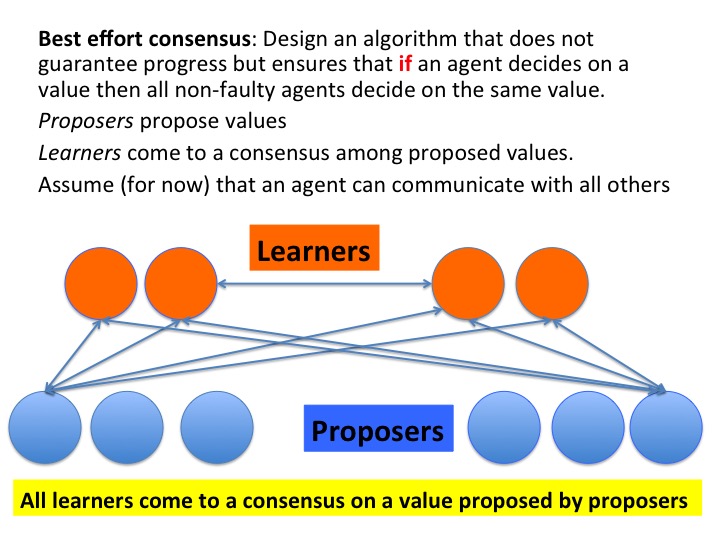 Best effort consensus: Design an algorithm that does not
guarantee progress but ensures that if an agent decides on a
value then all non-faulty agents decide on the same value.
Proposers propose values
Learners come to a consensus among proposed values.
Assume (for now) that an agent can communicate with all others
Learners
Proposers
All learners come to a consensus on a value proposed by proposers